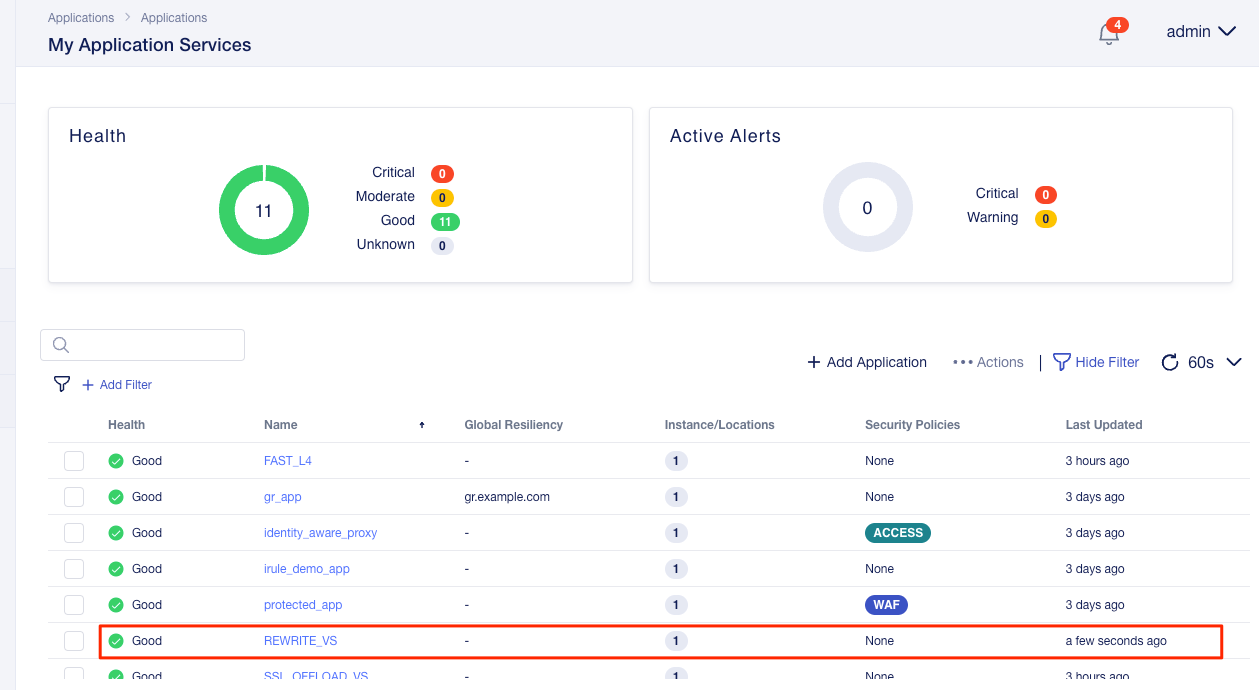 Applications > Applications
My Application Services
4
admin
Health
11
Critical 0
Moderate 0
Good 11
Unknown 0
Active Alerts
0
Critical 0
Warning 0
+ Add Application ••• Actions | Hide Filter 60s
+ Add Filter
Health Name Global Resiliency Instance/Locations Security Policies Last Updated
Good FAST_L4 - 1 None 3 hours ago
Good gr_app gr.example.com 1 None 3 days ago
Good identity_aware_proxy - 1 ACCESS 3 days ago
Good irule_demo_app - 1 None 3 days ago
Good protected_app - 1 WAF 3 days ago
Good REWRITE_VS - 1 None a few seconds ago
Good SSL_OFFLOAD_VS - 1 None 3 hours ago